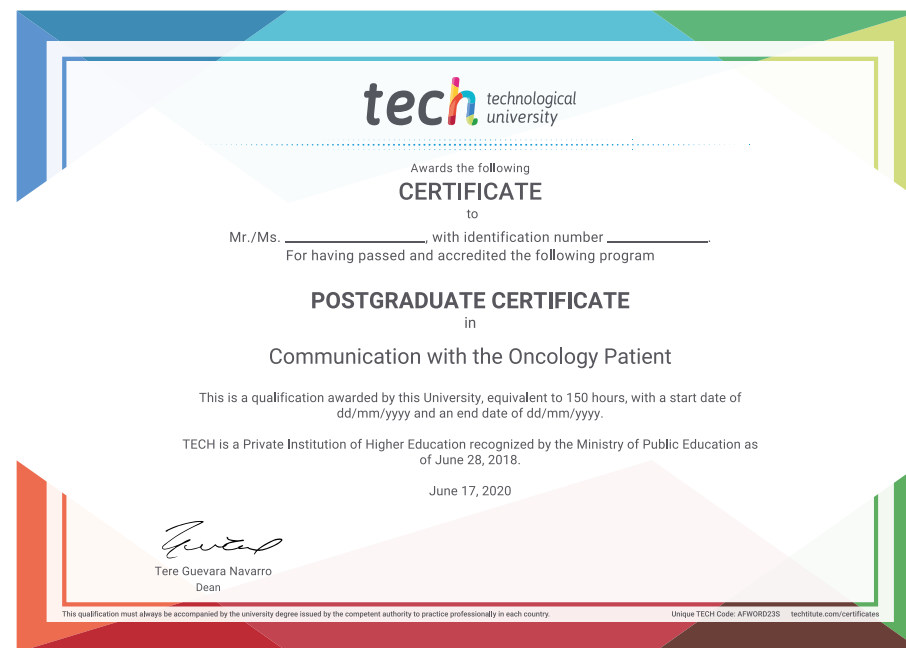 tech technological
university
Awards the following
CERTIFICATE
to
Mr./Ms. ____________________, with identification number ______________.
For having passed and accredited the following program
POSTGRADUATE CERTIFICATE
in
Communication with the Oncology Patient
This is a qualification awarded by this University, equivalent to 150 hours, with a start date of
dd/mm/yyyy and an end date of dd/mm/yyyy.
TECH is a Private Institution of Higher Education recognized by the Ministry of Public Education as
of June 28, 2018.
June 17, 2020
Tere Guevara Navarro
Dean
This qualification must always be accompanied by the university degree issued by the competent authority to practice professionally in each country.
Unique TECH Code: AFWORD23S techtitute.com/certificates